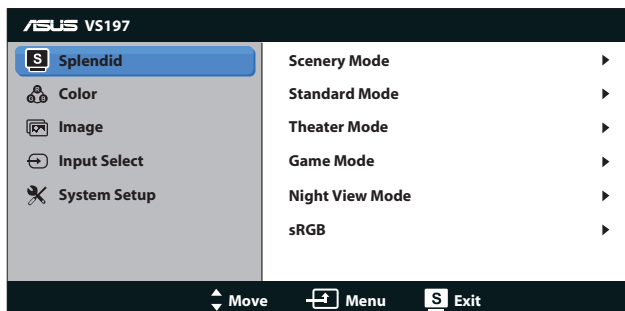 ASUS VS197
S Splendid
Color
Image
Input Select
System Setup
Scenery Mode
Standard Mode
Theater Mode
Game Mode
Night View Mode
sRGB
Move Menu S Exit